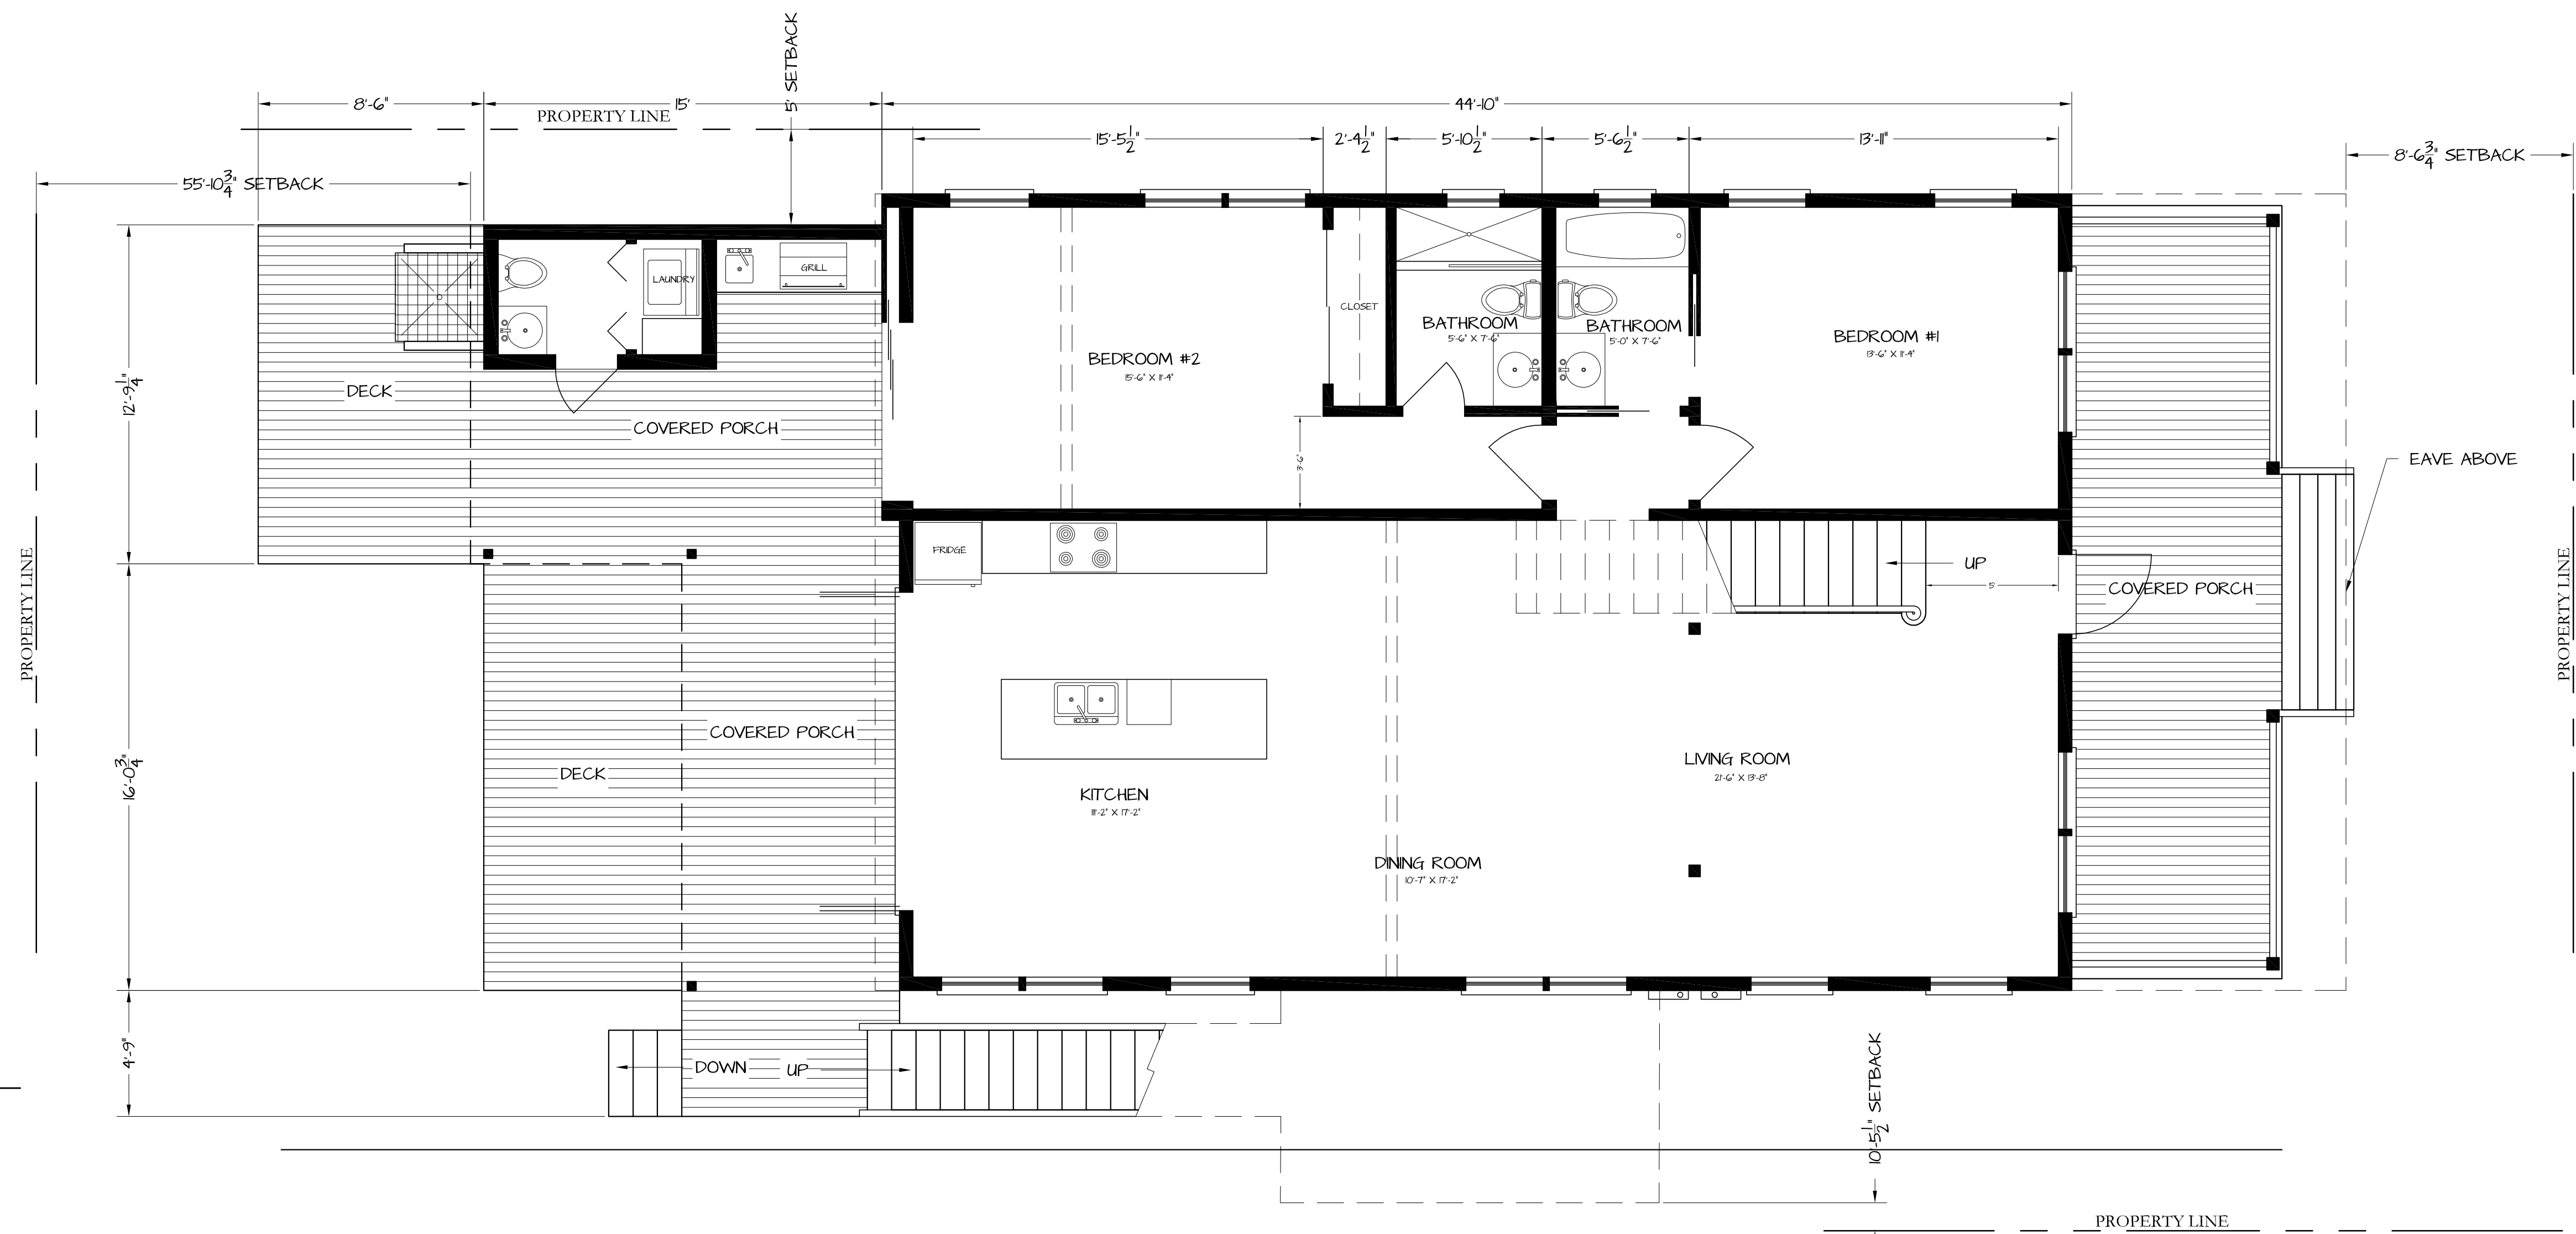 5' SETBACK
8'-6"
15'
44'-10"
PROPERTY LINE
15'-5 1/2"
2'-4 1/2"
5'-10 1/2"
5'-6 1/2"
13'-11"
8'-6 3/4" SETBACK
55'-10 3/4" SETBACK
GRILL
LAUNDRY
CLOSET
BATHROOM
5'-6" X 7'-6"
BATHROOM
5'-0" X 7'-6"
BEDROOM #1
13'-6" X 11'-4"
BEDROOM #2
15'-6" X 11'-4"
12'-9 1/4"
DECK
COVERED PORCH
3'-6"
EAVE ABOVE
FRIDGE
UP
5'
COVERED PORCH
PROPERTY LINE
PROPERTY LINE
COVERED PORCH
DECK
16'-0 3/4"
KITCHEN
11'-2" X 17'-2"
LIVING ROOM
21'-6" X 13'-8"
DINING ROOM
10'-7" X 17'-2"
4'-9"
DOWN
UP
10'-5 1/2" SETBACK
PROPERTY LINE